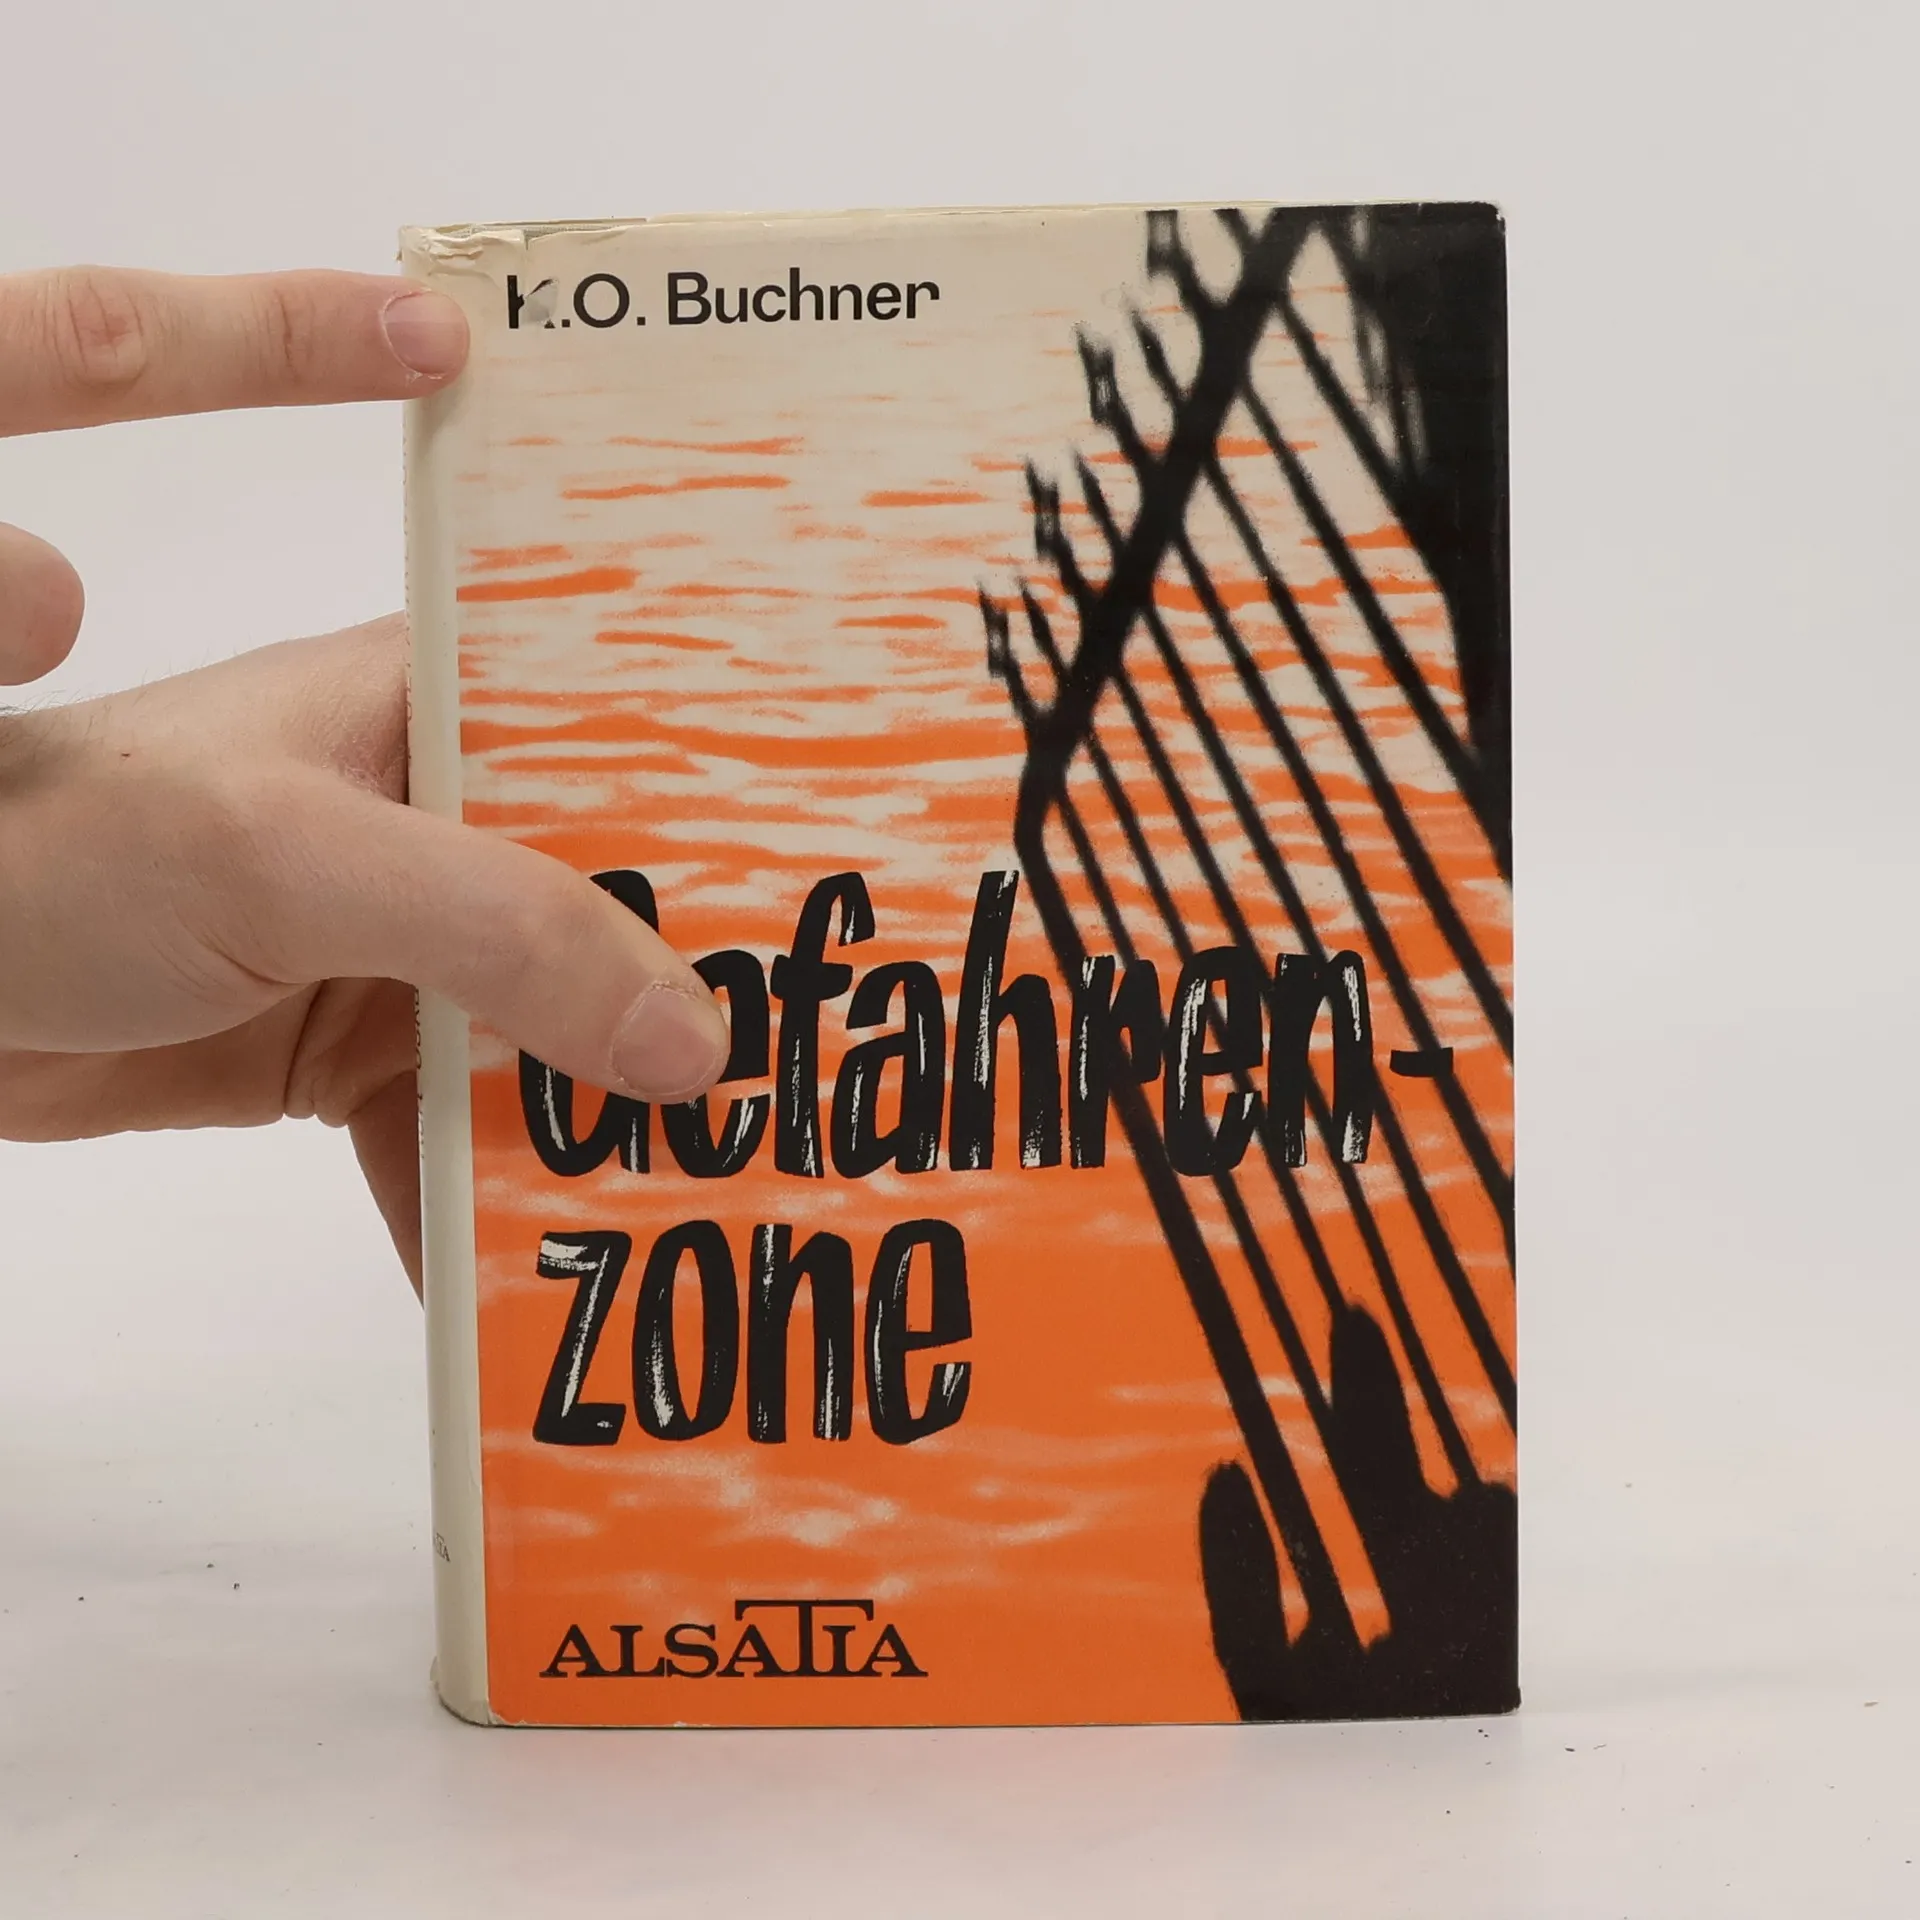 K.O. Buchner
Gefahren-
zone
ALSATIA